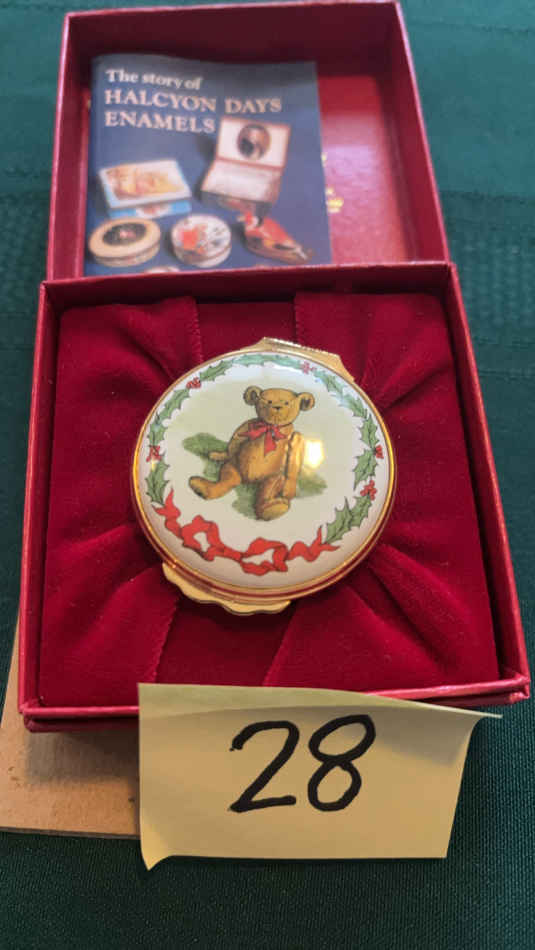 The story of
HALCYON DAYS
ENAMELS
28